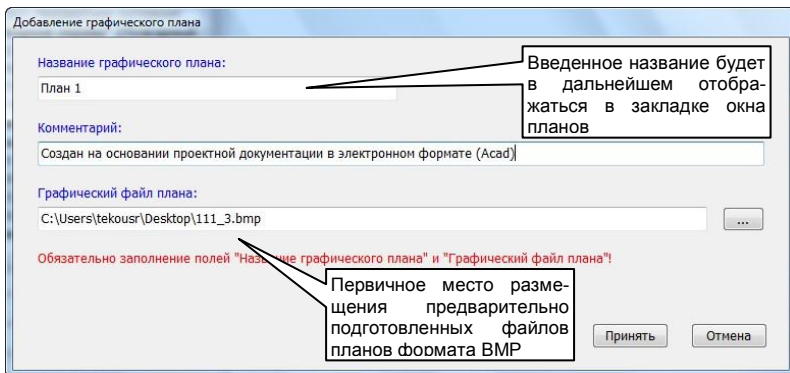 Добавление графического плана
Название графического плана:
План 1
Введенное название будет
в дальнейшем отобра-
жаться в закладке окна
планов
Комментарий:
Создан на основании проектной документации в электронном формате (Acad)
Графический файл плана:
C:\Users\tekousr\Desktop\111_3.bmp
...
Обязательно заполнение полей "Название графического плана" и "Графический файл плана"!
Первичное место разме-
щения предварительно
подготовленных файлов
планов формата BMP
Принять
Отмена